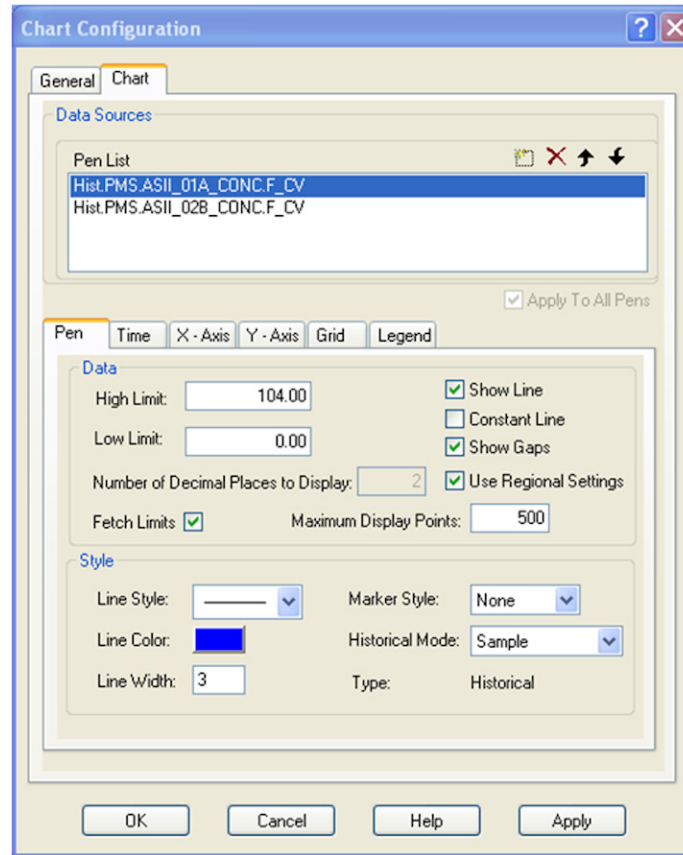 Chart Configuration
General Chart
Data Sources
Pen List
Hist.PMS.ASII_01A_CONC.F_CV
Hist.PMS.ASII_02B_CONC.F_CV
Apply To All Pens
Pen Time X - Axis Y - Axis Grid Legend
Data
High Limit: 104.00 Show Line
Constant Line
Low Limit: 0.00 Show Gaps
Number of Decimal Places to Display: 2 Use Regional Settings
Fetch Limits Maximum Display Points: 500
Style
Line Style: Marker Style: None
Line Color: Historical Mode: Sample
Line Width: 3 Type: Historical
OK Cancel Help Apply